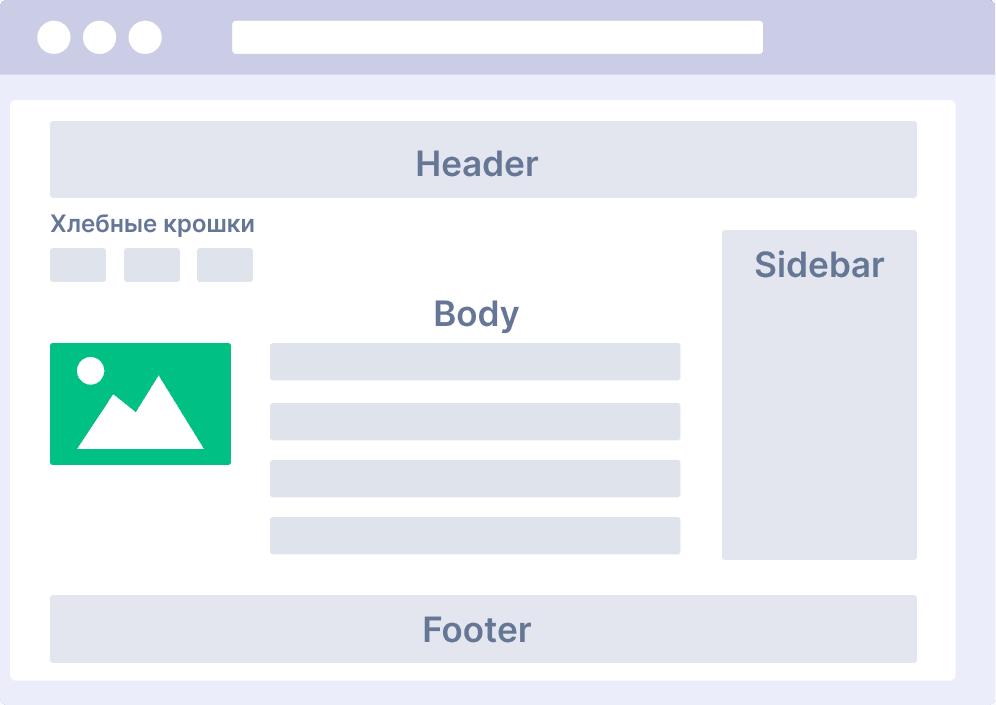 Header
Хлебные крошки
Sidebar
Body
Footer